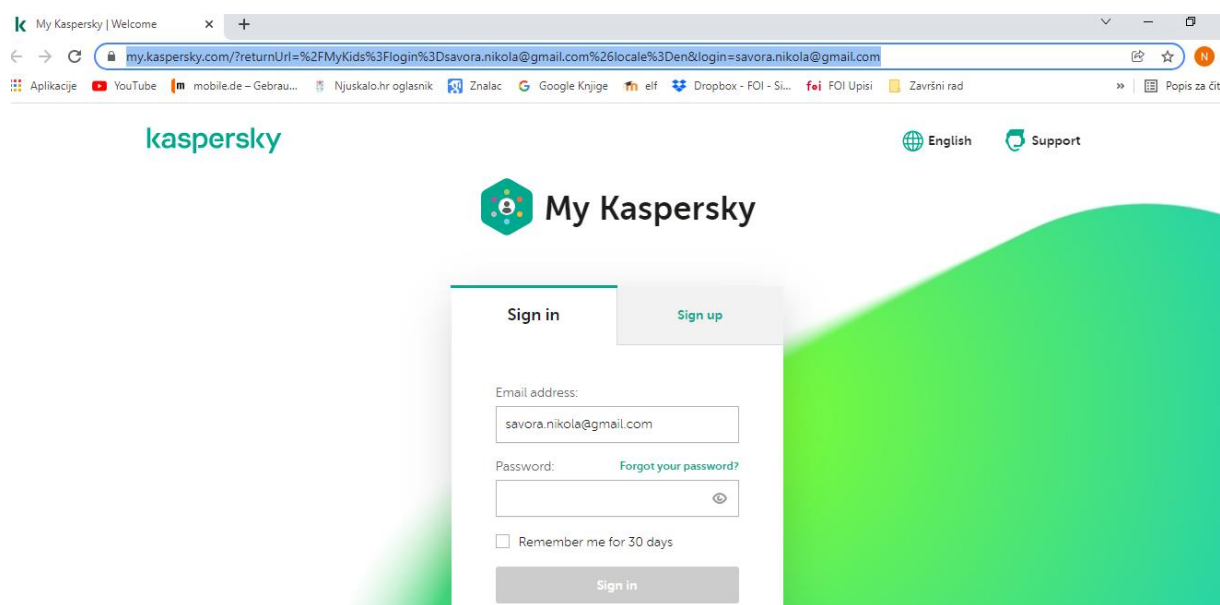 My Kaspersky | Welcome
my.kaspersky.com/?returnUrl=%2FMyKids%3Flogin%3Dsavora.nikola@gmail.com%26locale%3Den&login=savora.nikola@gmail.com
N
Aplikacije YouTube mobile.de – Gebrau... Njuskalo.hr oglasnik Znalac Google Knjige elf Dropbox - FOI - Si... foi FOI Upisi Završni rad » Popis za čit
kaspersky English Support
My Kaspersky
Sign in Sign up
Email address:
savora.nikola@gmail.com
Password: Forgot your password?
Remember me for 30 days
Sign in